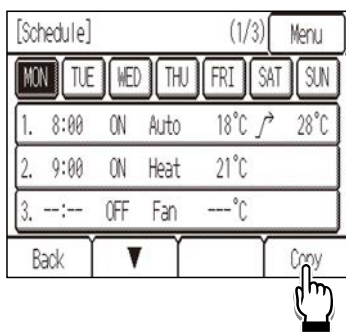 [Schedule] (1/3) Menu
MON TUE WED THU FRI SAT SUN
1. 8:00 ON Auto 18°C 28°C
2. 9:00 ON Heat 21°C
3. --:-- OFF Fan ---°C
Back ▼ Copy